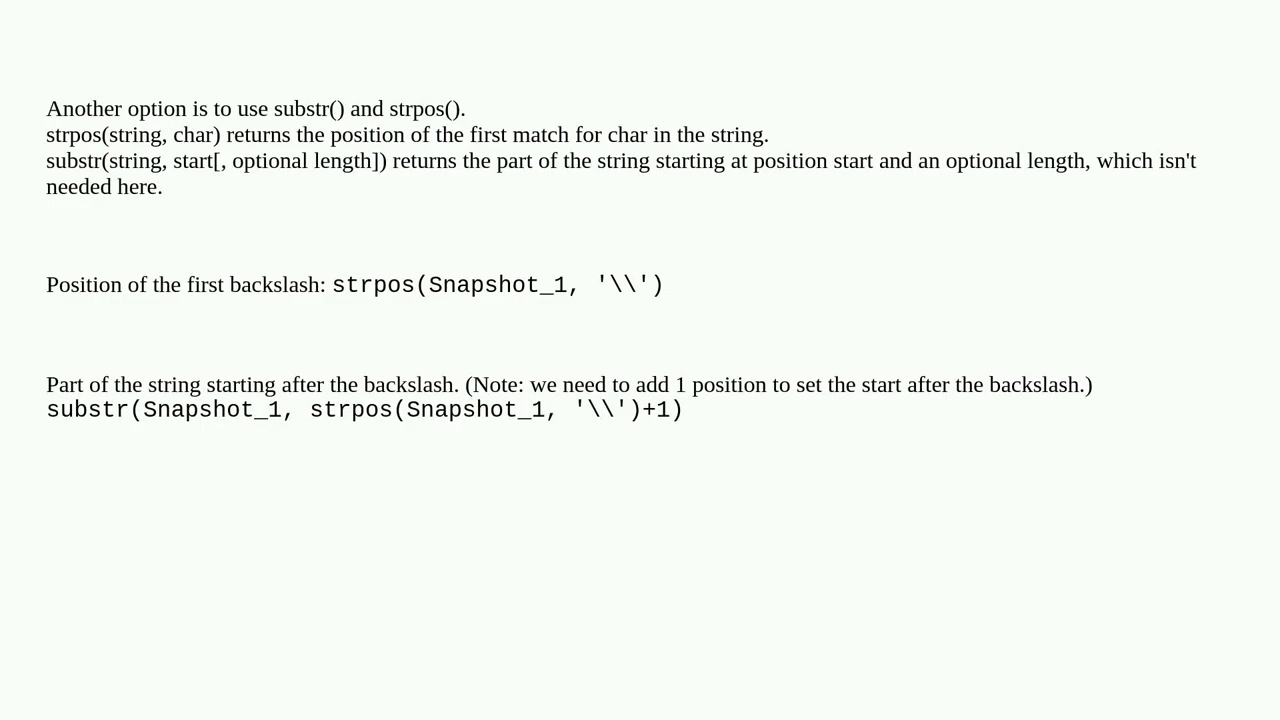 Another option is to use substr() and strpos().
strpos(string, char) returns the position of the first match for char in the string.
substr(string, start[, optional length]) returns the part of the string starting at position start and an optional length, which isn't
needed here.
Position of the first backslash: strpos(Snapshot_1, '\\')
Part of the string starting after the backslash. (Note: we need to add 1 position to set the start after the backslash.)
substr(Snapshot_1, strpos(Snapshot_1, '\\')+1)